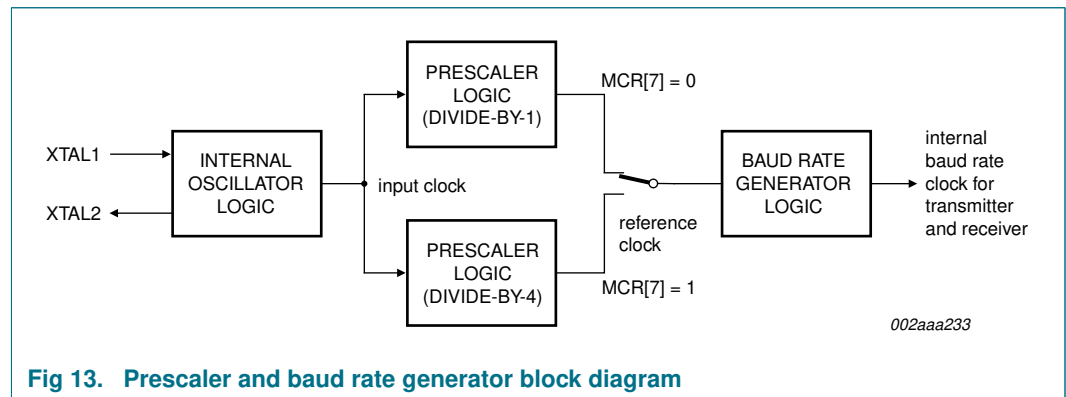 XTAL1
XTAL2
INTERNAL
OSCILLATOR
LOGIC
input clock
PRESCALER
LOGIC
(DIVIDE-BY-1)
MCR[7] = 0
PRESCALER
LOGIC
(DIVIDE-BY-4)
MCR[7] = 1
reference
clock
BAUD RATE
GENERATOR
LOGIC
internal
baud rate
clock for
transmitter
and receiver
002aaa233
Fig 13. Prescaler and baud rate generator block diagram